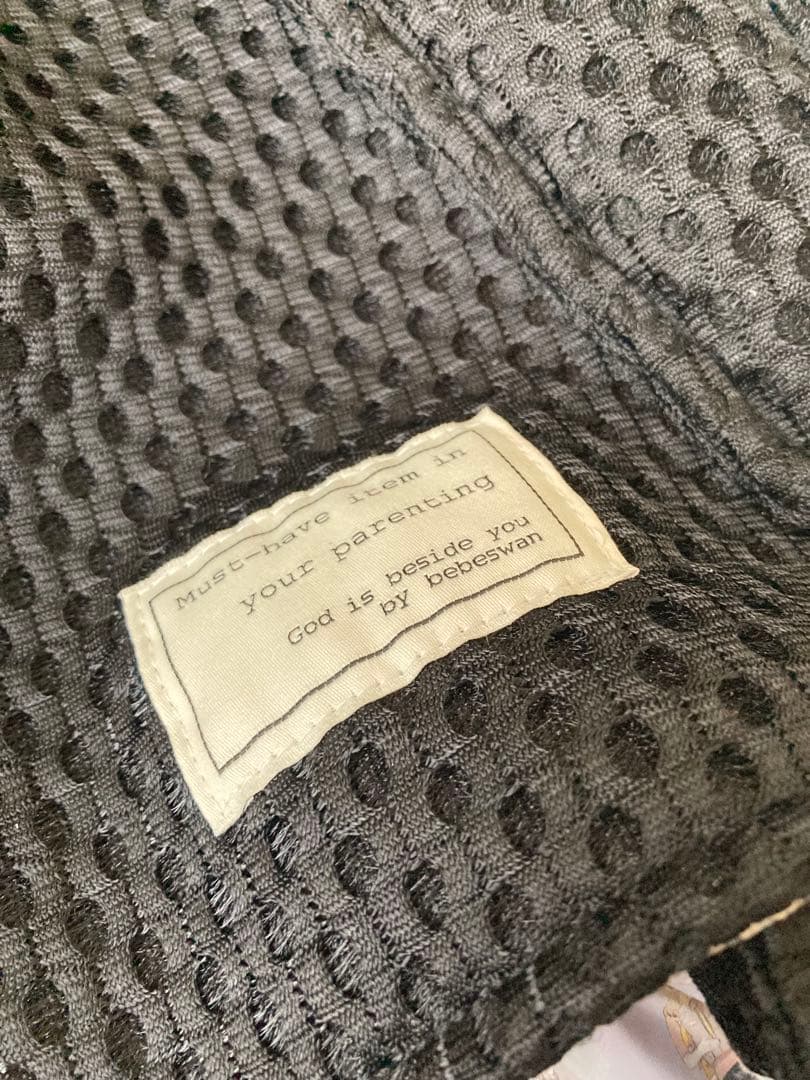 Must-have item in
your parenting
God is beside you
by bebeswan